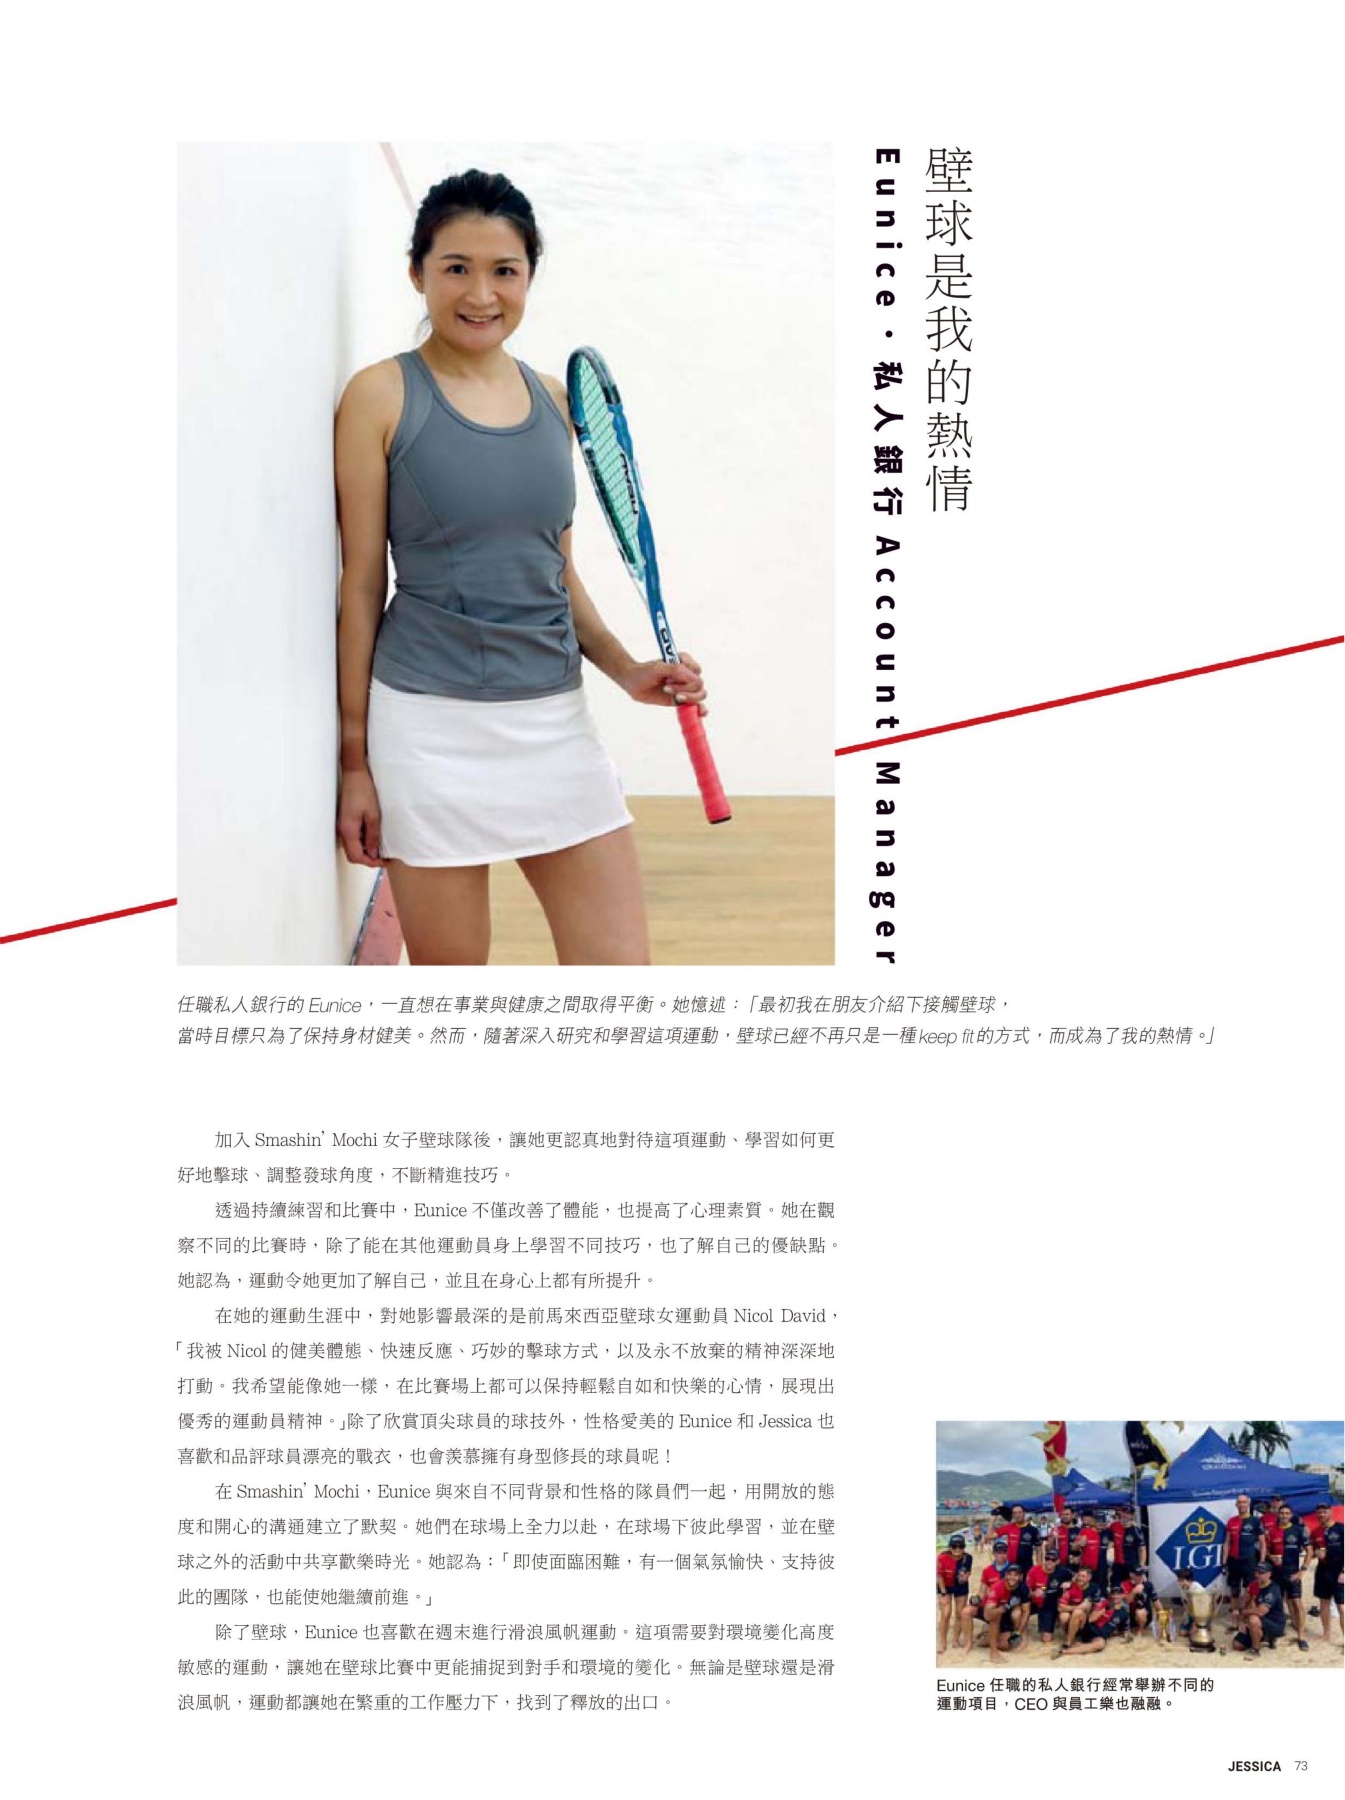 壁球是我的熱情
Eunice・私人銀行 Account Manager
任職私人銀行的 Eunice，一直想在事業與健康之間取得平衡。她憶述：「最初我在朋友介紹下接觸壁球，
當時目標只為了保持身材健美。然而，隨著深入研究和學習這項運動，壁球已經不再只是一種keep fit的方式，而成為了我的熱情。」
加入 Smashin’ Mochi 女子壁球隊後，讓她更認真地對待這項運動、學習如何更
好地擊球、調整發球角度，不斷精進技巧。
透過持續練習和比賽中，Eunice 不僅改善了體能，也提高了心理素質。她在觀
察不同的比賽時，除了能在其他運動員身上學習不同技巧，也了解自己的優缺點。
她認為，運動令她更加了解自己，並且在身心上都有所提升。
在她的運動生涯中，對她影響最深的是前馬來西亞壁球女運動員 Nicol David，
「我被 Nicol 的健美體態、快速反應、巧妙的擊球方式，以及永不放棄的精神深深地
打動。我希望能像她一樣，在比賽場上都可以保持輕鬆自如和快樂的心情，展現出
優秀的運動員精神。」除了欣賞頂尖球員的球技外，性格愛美的 Eunice 和 Jessica 也
喜歡和品評球員漂亮的戰衣，也會羨慕擁有身型修長的球員呢！
在 Smashin’ Mochi，Eunice 與來自不同背景和性格的隊員們一起，用開放的態
度和開心的溝通建立了默契。她們在球場上全力以赴，在球場下彼此學習，並在壁
球之外的活動中共享歡樂時光。她認為：「即使面臨困難，有一個氣氛愉快、支持彼
此的團隊，也能使她繼續前進。」
除了壁球，Eunice 也喜歡在週末進行滑浪風帆運動。這項需要對環境變化高度
敏感的運動，讓她在壁球比賽中更能捕捉到對手和環境的變化。無論是壁球還是滑
浪風帆，運動都讓她在繁重的工作壓力下，找到了釋放的出口。
LGT
Eunice 任職的私人銀行經常舉辦不同的
運動項目，CEO 與員工樂也融融。
JESSICA 73